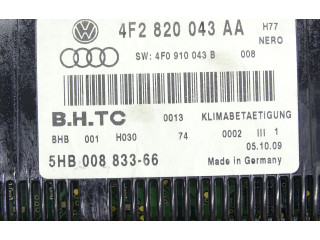 4F2 820 043 AA H77
NERO
SW: 4F0 910 043 B 008
B.H.TC 0013 KLIMABETAETIGUNG
BHB 001 H030 74 0002 III 1
05.10.09
5HB 008 833-66 Made in Germany